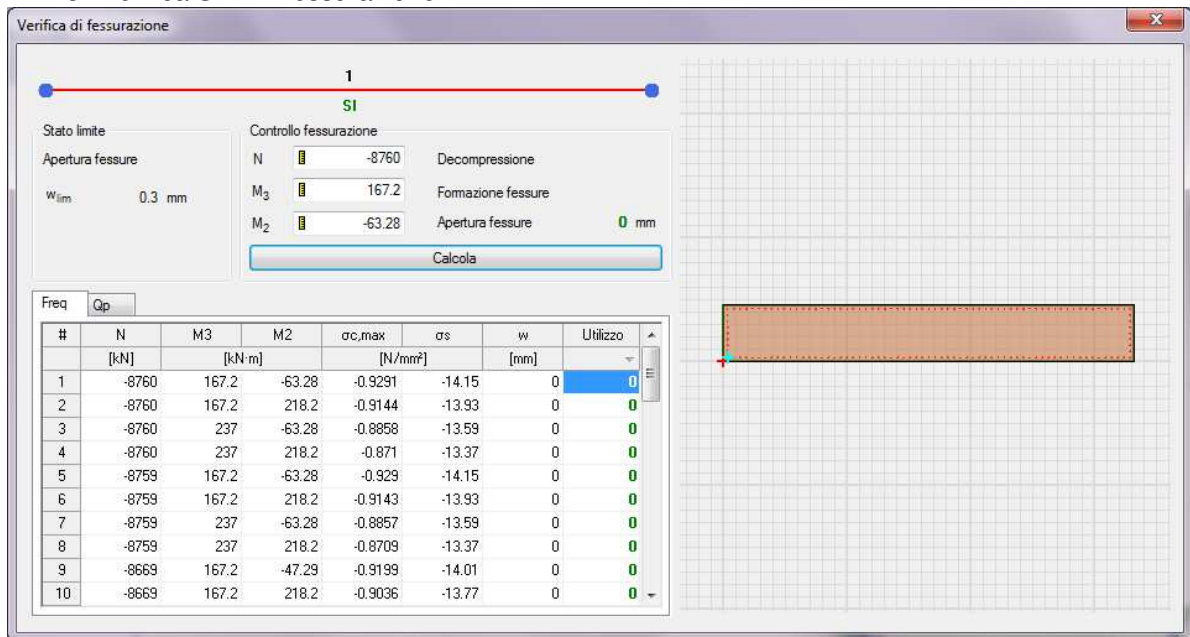 Verifica di fessurazione
1
SI
Stato limite
Apertura fessure
wlim 0.3 mm
Controllo fessurazione
N -8760 Decompressione
M3 167.2 Formazione fessure
M2 -63.28 Apertura fessure 0 mm
Calcola
Freq Qp
# N M3 M2 σc,max σs w Utilizzo
[kN] [kN·m] [N/mm²] [mm]
1 -8760 167.2 -63.28 -0.9291 -14.15 0 0
2 -8760 167.2 218.2 -0.9144 -13.93 0 0
3 -8760 237 -63.28 -0.8858 -13.59 0 0
4 -8760 237 218.2 -0.871 -13.37 0 0
5 -8759 167.2 -63.28 -0.929 -14.15 0 0
6 -8759 167.2 218.2 -0.9143 -13.93 0 0
7 -8759 237 -63.28 -0.8857 -13.59 0 0
8 -8759 237 218.2 -0.8709 -13.37 0 0
9 -8669 167.2 -47.29 -0.9199 -14.01 0 0
10 -8669 167.2 218.2 -0.9036 -13.77 0 0